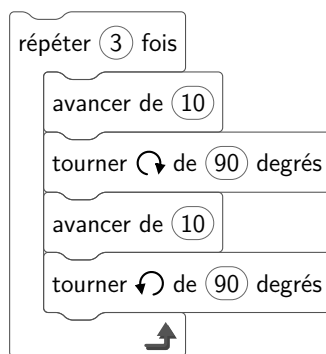 répéter 3 fois
avancer de 10
tourner ↻ de 90 degrés
avancer de 10
tourner ↺ de 90 degrés